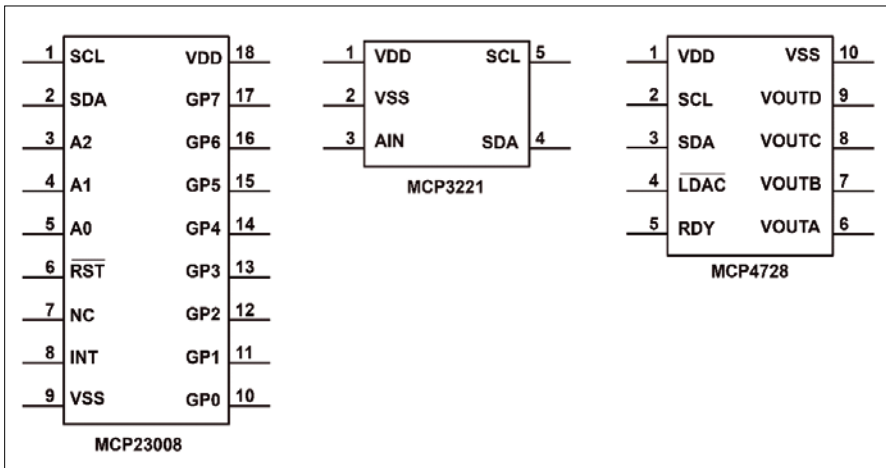 1 SCL VDD 18
2 SDA GP7 17
3 A2 GP6 16
4 A1 GP5 15
5 A0 GP4 14
6 RST GP3 13
7 NC GP2 12
8 INT GP1 11
9 VSS GP0 10
MCP23008
1 VDD SCL 5
2 VSS
3 AIN SDA 4
MCP3221
1 VDD VSS 10
2 SCL VOUTD 9
3 SDA VOUTC 8
4 LDAC VOUTB 7
5 RDY VOUTA 6
MCP4728